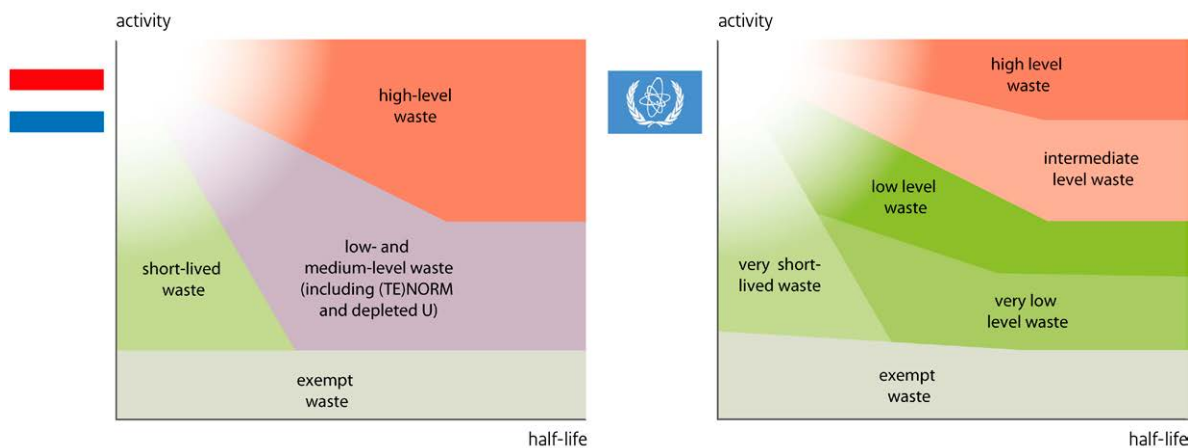 activity
high-level
waste
low- and
medium-level waste
(including (TE)NORM
and depleted U)
short-lived
waste
exempt
waste
half-life
activity
high level
waste
intermediate
level waste
low level
waste
very short-
lived waste
very low
level waste
exempt
waste
half-life